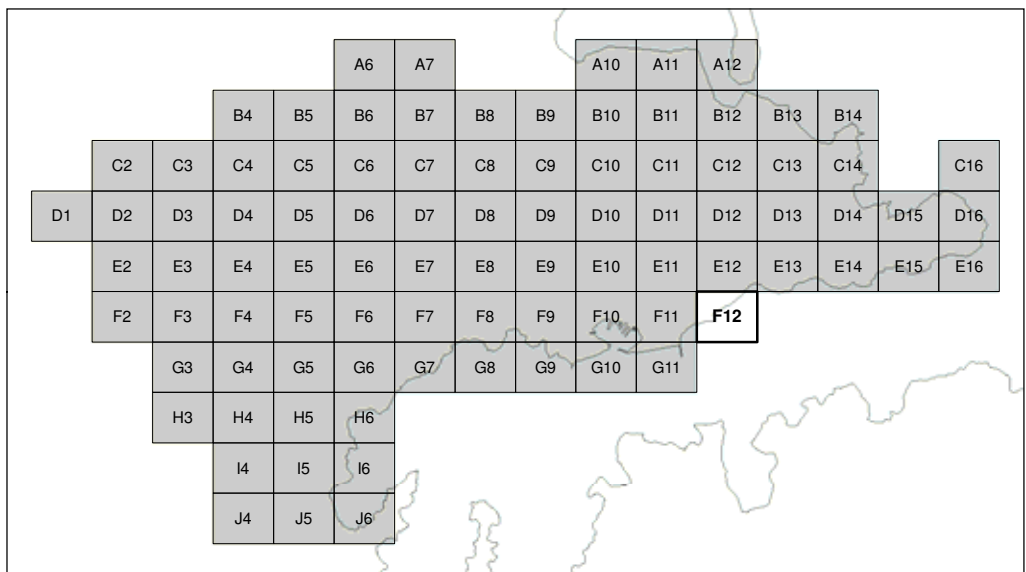 A6 A7 A10 A11 A12
B4 B5 B6 B7 B8 B9 B10 B11 B12 B13 B14
C2 C3 C4 C5 C6 C7 C8 C9 C10 C11 C12 C13 C14 C16
D1 D2 D3 D4 D5 D6 D7 D8 D9 D10 D11 D12 D13 D14 D15 D16
E2 E3 E4 E5 E6 E7 E8 E9 E10 E11 E12 E13 E14 E15 E16
F2 F3 F4 F5 F6 F7 F8 F9 F10 F11 F12
G3 G4 G5 G6 G7 G8 G9 G10 G11
H3 H4 H5 H6
I4 I5 I6
J4 J5 J6